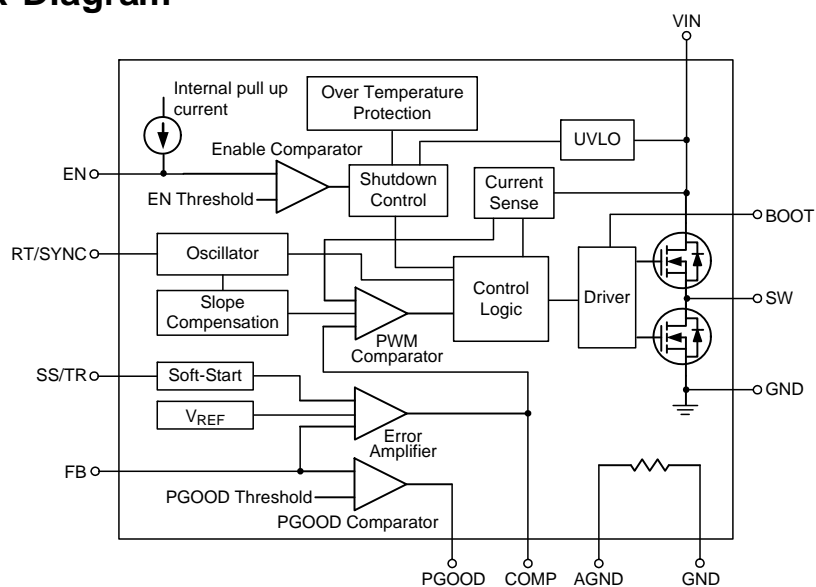 Diagram
VIN
Internal pull up
current
Over Temperature
Protection
UVLO
Enable Comparator
EN
EN Threshold
Shutdown
Control
Current
Sense
BOOT
RT/SYNC
Oscillator
Slope
Compensation
Control
Logic
Driver
SW
PWM
Comparator
SS/TR
Soft-Start
VREF
GND
Error
Amplifier
FB
PGOOD Threshold
PGOOD Comparator
PGOOD
COMP
AGND
GND